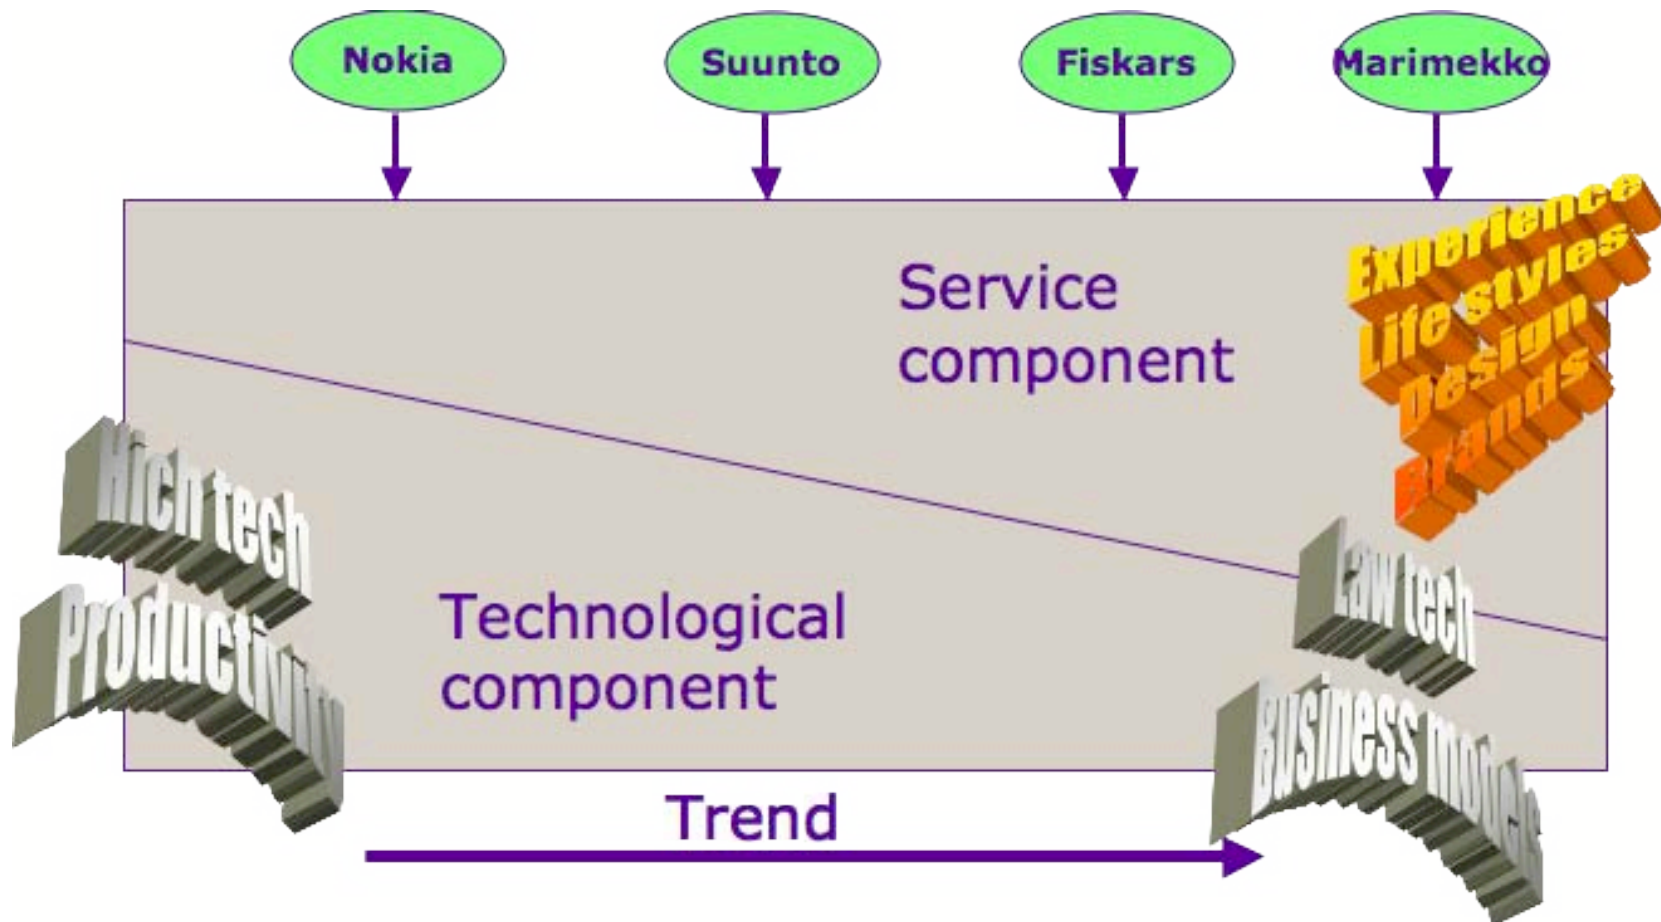 Nokia
Suunto
Fiskars
Marimekko
Experience
Life styles
Design
Brands
Service
component
Hich tech
Productivity
Technological
component
Law tech
Business models
Trend